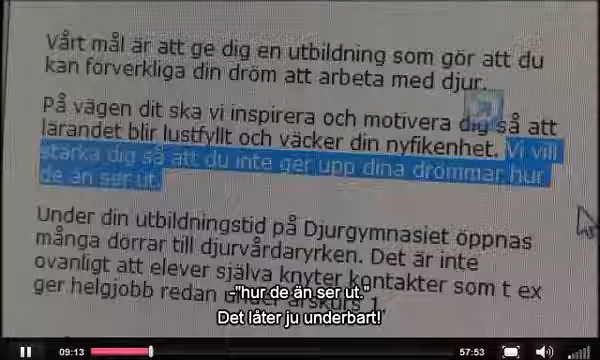 Vårt mål är att ge dig en utbildning som gör att du
kan förverkliga din dröm att arbeta med djur.
På vägen dit ska vi inspirera och motivera dig så att
lärandet blir lustfyllt och väcker din nyfikenhet. Vi vill
stärka dig så att du inte ger upp dina drömmar hur
de än ser ut.
Under din utbildningstid på Djurgymnasiet öppnas
många dörrar till djurvårdaryrken. Det är inte
ovanligt att elever själva knyter kontakter som t ex
ger helgjobb redan under årskurs 1.
-"hur de än ser ut."
Det låter ju underbart!
09:13
57:53